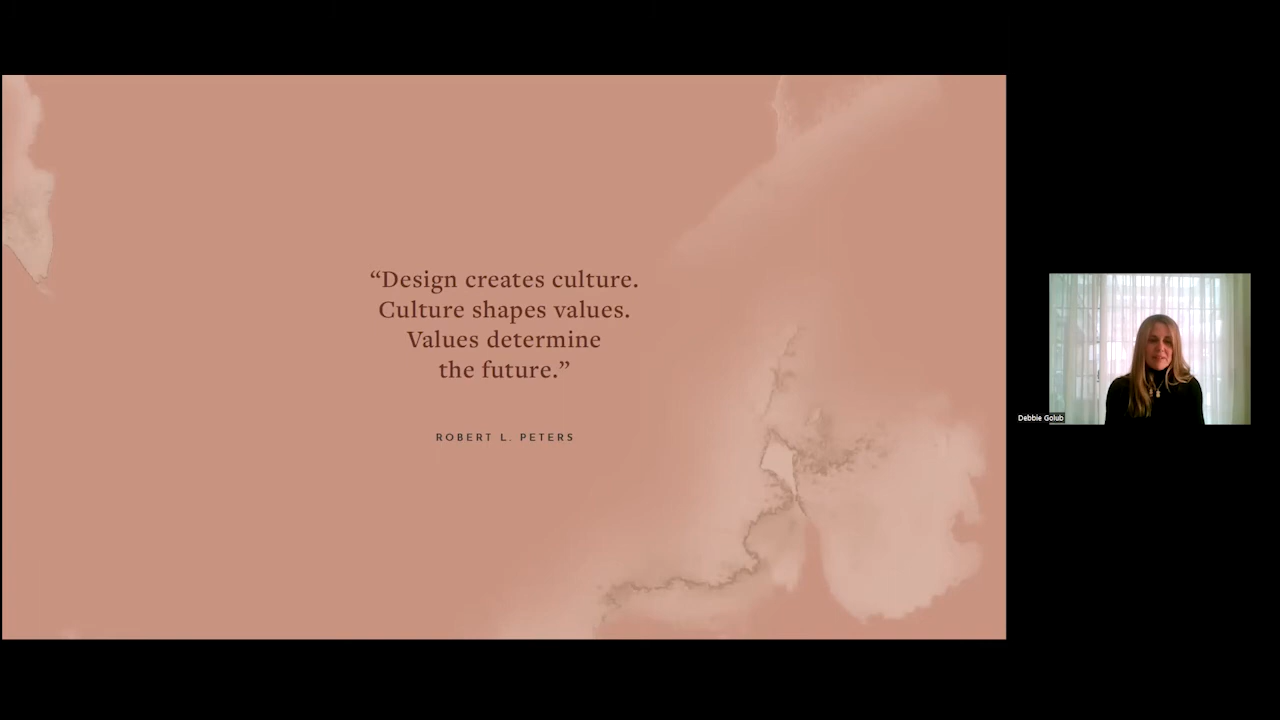 “Design creates culture.
Culture shapes values.
Values determine
the future.”
ROBERT L. PETERS
Debbie Golub